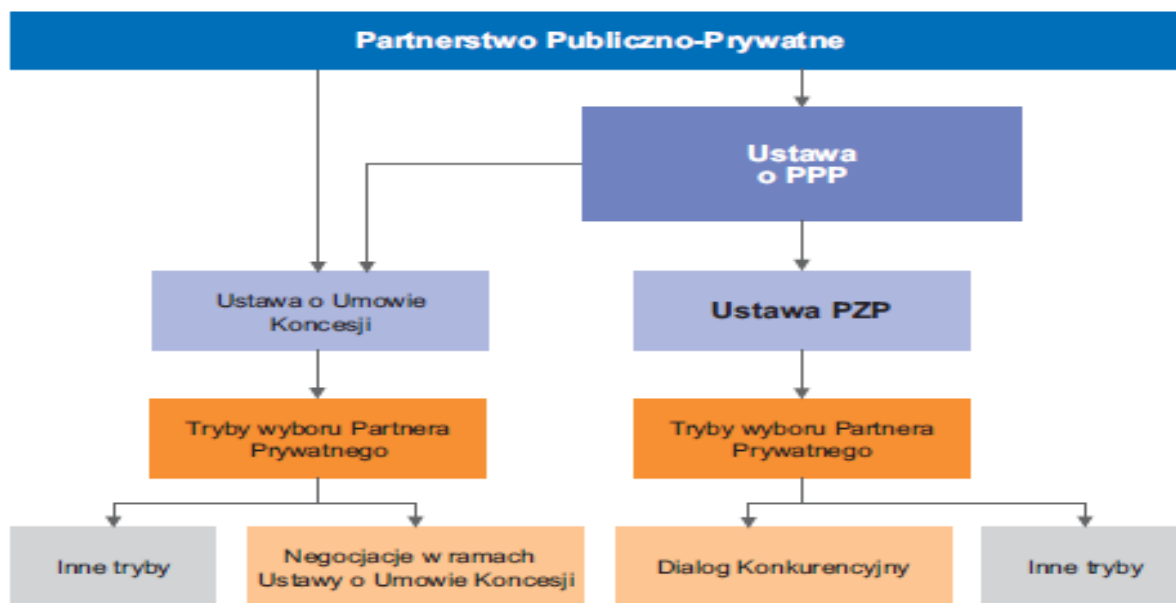 Partnerstwo Publiczno-Prywatne
Ustawa
o PPP
Ustawa o Umowie
Koncesji
Ustawa PZP
Tryby wyboru Partnera
Prywatnego
Tryby wyboru Partnera
Prywatnego
Inne tryby
Negocjacje w ramach
Ustawy o Umowie Koncesji
Dialog Konkurencyjny
Inne tryby